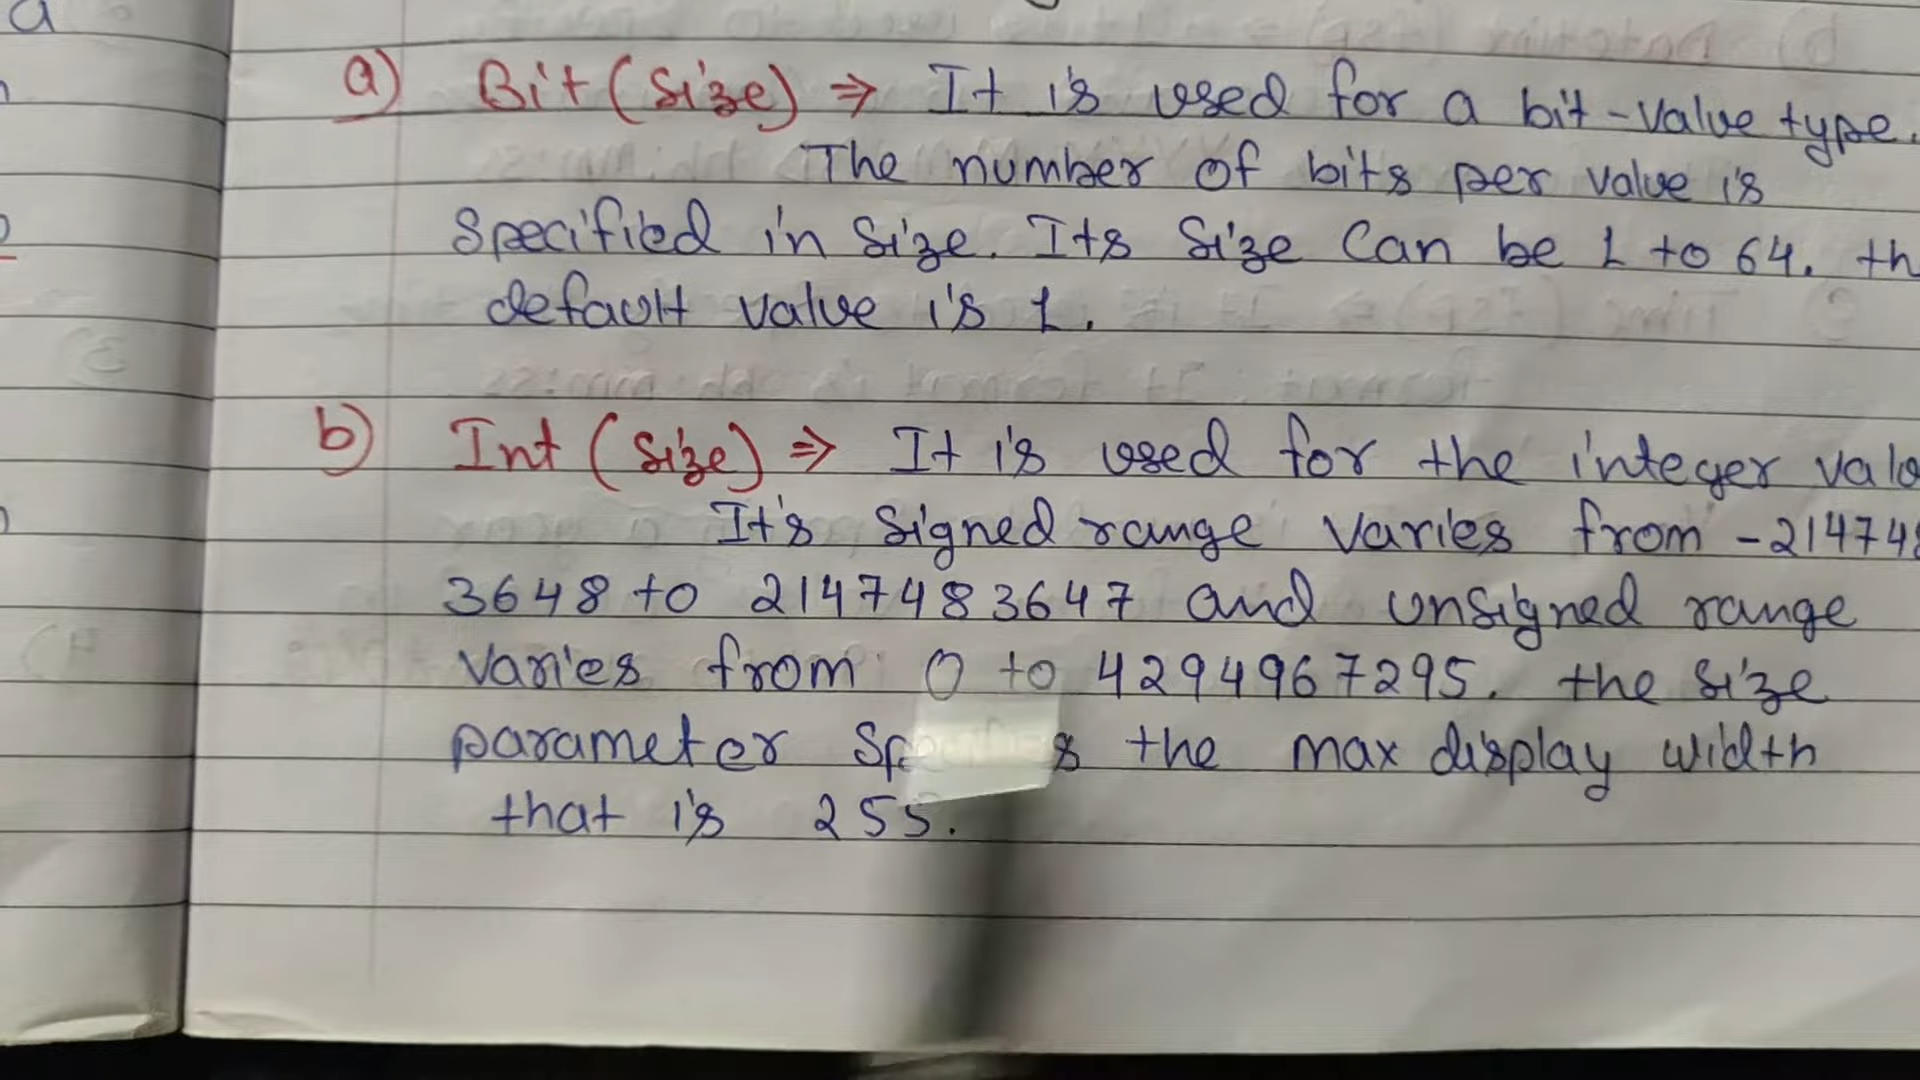 a) Bit (Size) ⇒ It is used for a bit-value type.
The number of bits per value is
Specified in Size. Its Size Can be 1 to 64. th
default value is 1.
b) Int (Size) ⇒ It is used for the integer valu
It's Signed range varies from -214748
3648 to 2147483647 and unsigned range
varies from 0 to 4294967295. the size
parameter the max display width
that is 255.